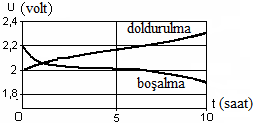 U (volt)
2,4
doldurulma
2,2
2
1,8
boşalma
0
5
10
t (saat)